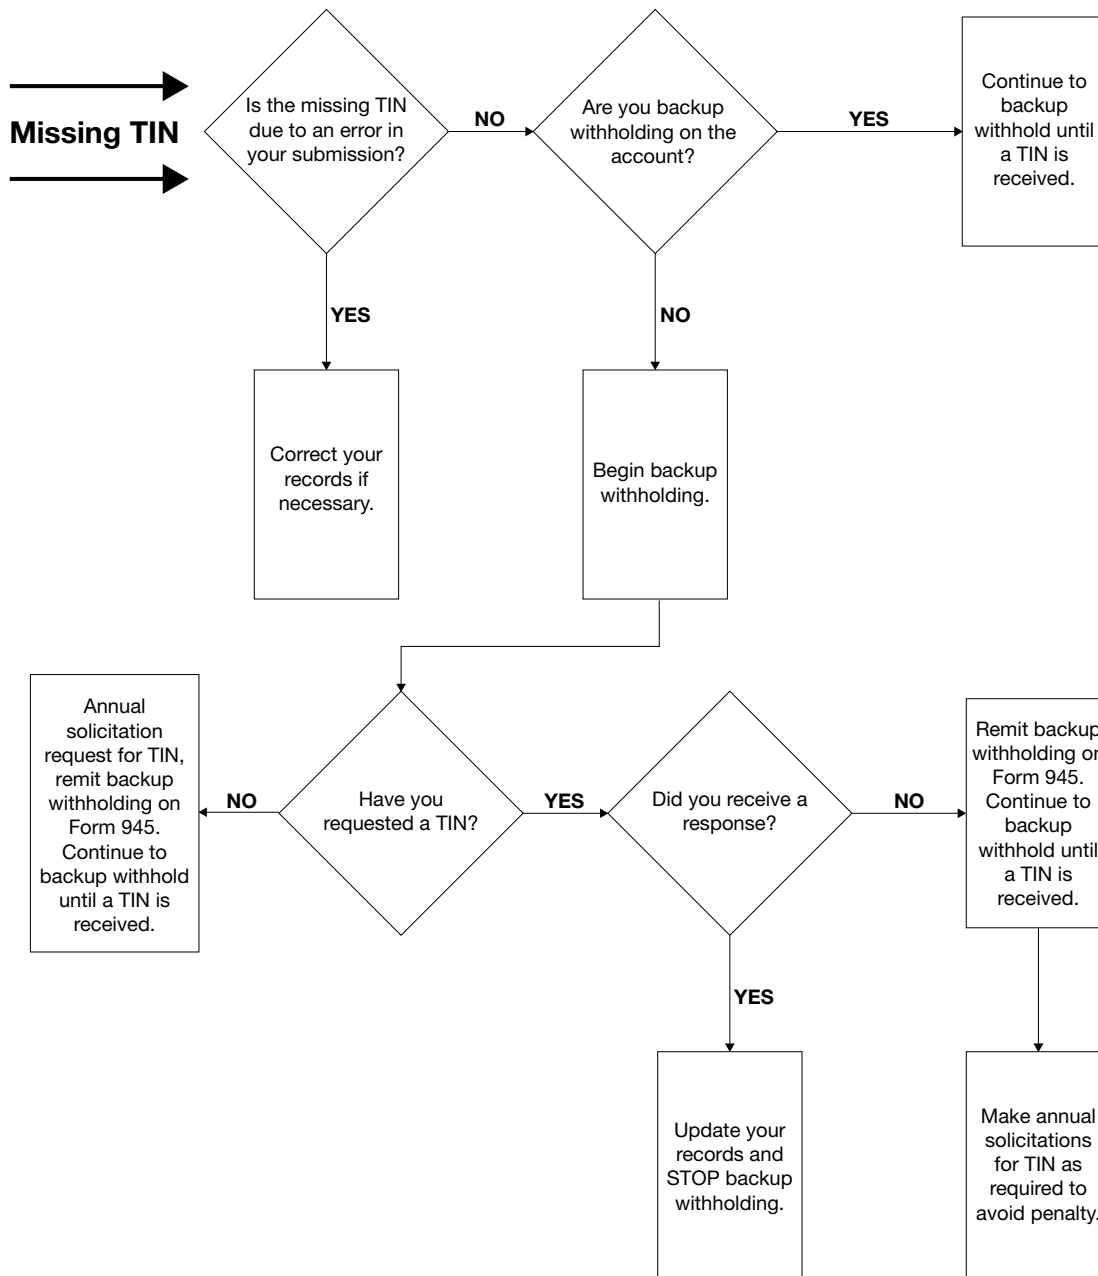 Missing TIN
Is the missing TIN
due to an error in
your submission?
NO
Are you backup
withholding on the
account?
YES
Continue to
backup
withhold until
a TIN is
received.
YES
NO
Correct your
records if
necessary.
Begin backup
withholding.
Annual
solicitation
request for TIN,
remit backup
withholding on
Form 945.
Continue to
backup withhold
until a TIN is
received.
NO
Have you
requested a TIN?
YES
Did you receive a
response?
NO
Remit backup
withholding on
Form 945.
Continue to
backup
withhold until
a TIN is
received.
YES
Update your
records and
STOP backup
withholding.
Make annual
solicitations
for TIN as
required to
avoid penalty.